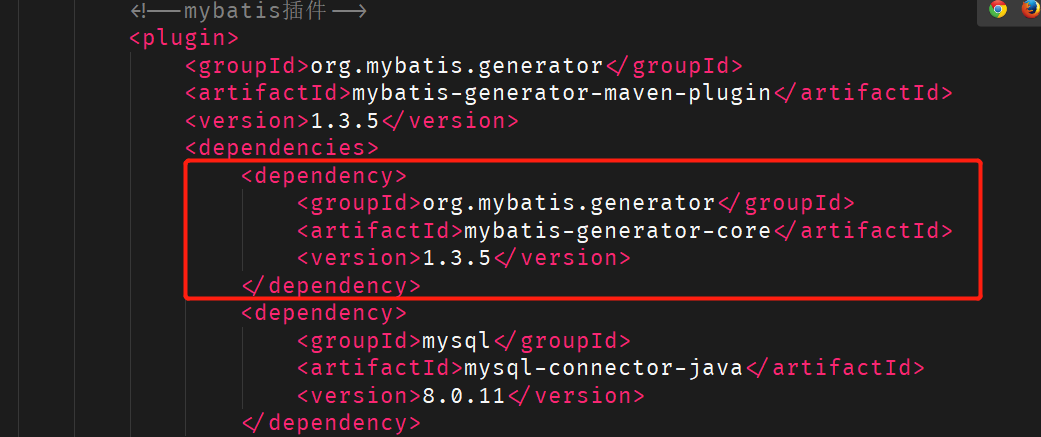 <!--mybatis插件-->
<plugin>
<groupId>org.mybatis.generator</groupId>
<artifactId>mybatis-generator-maven-plugin</artifactId>
<version>1.3.5</version>
<dependencies>
<dependency>
<groupId>org.mybatis.generator</groupId>
<artifactId>mybatis-generator-core</artifactId>
<version>1.3.5</version>
</dependency>
<dependency>
<groupId>mysql</groupId>
<artifactId>mysql-connector-java</artifactId>
<version>8.0.11</version>
</dependency>